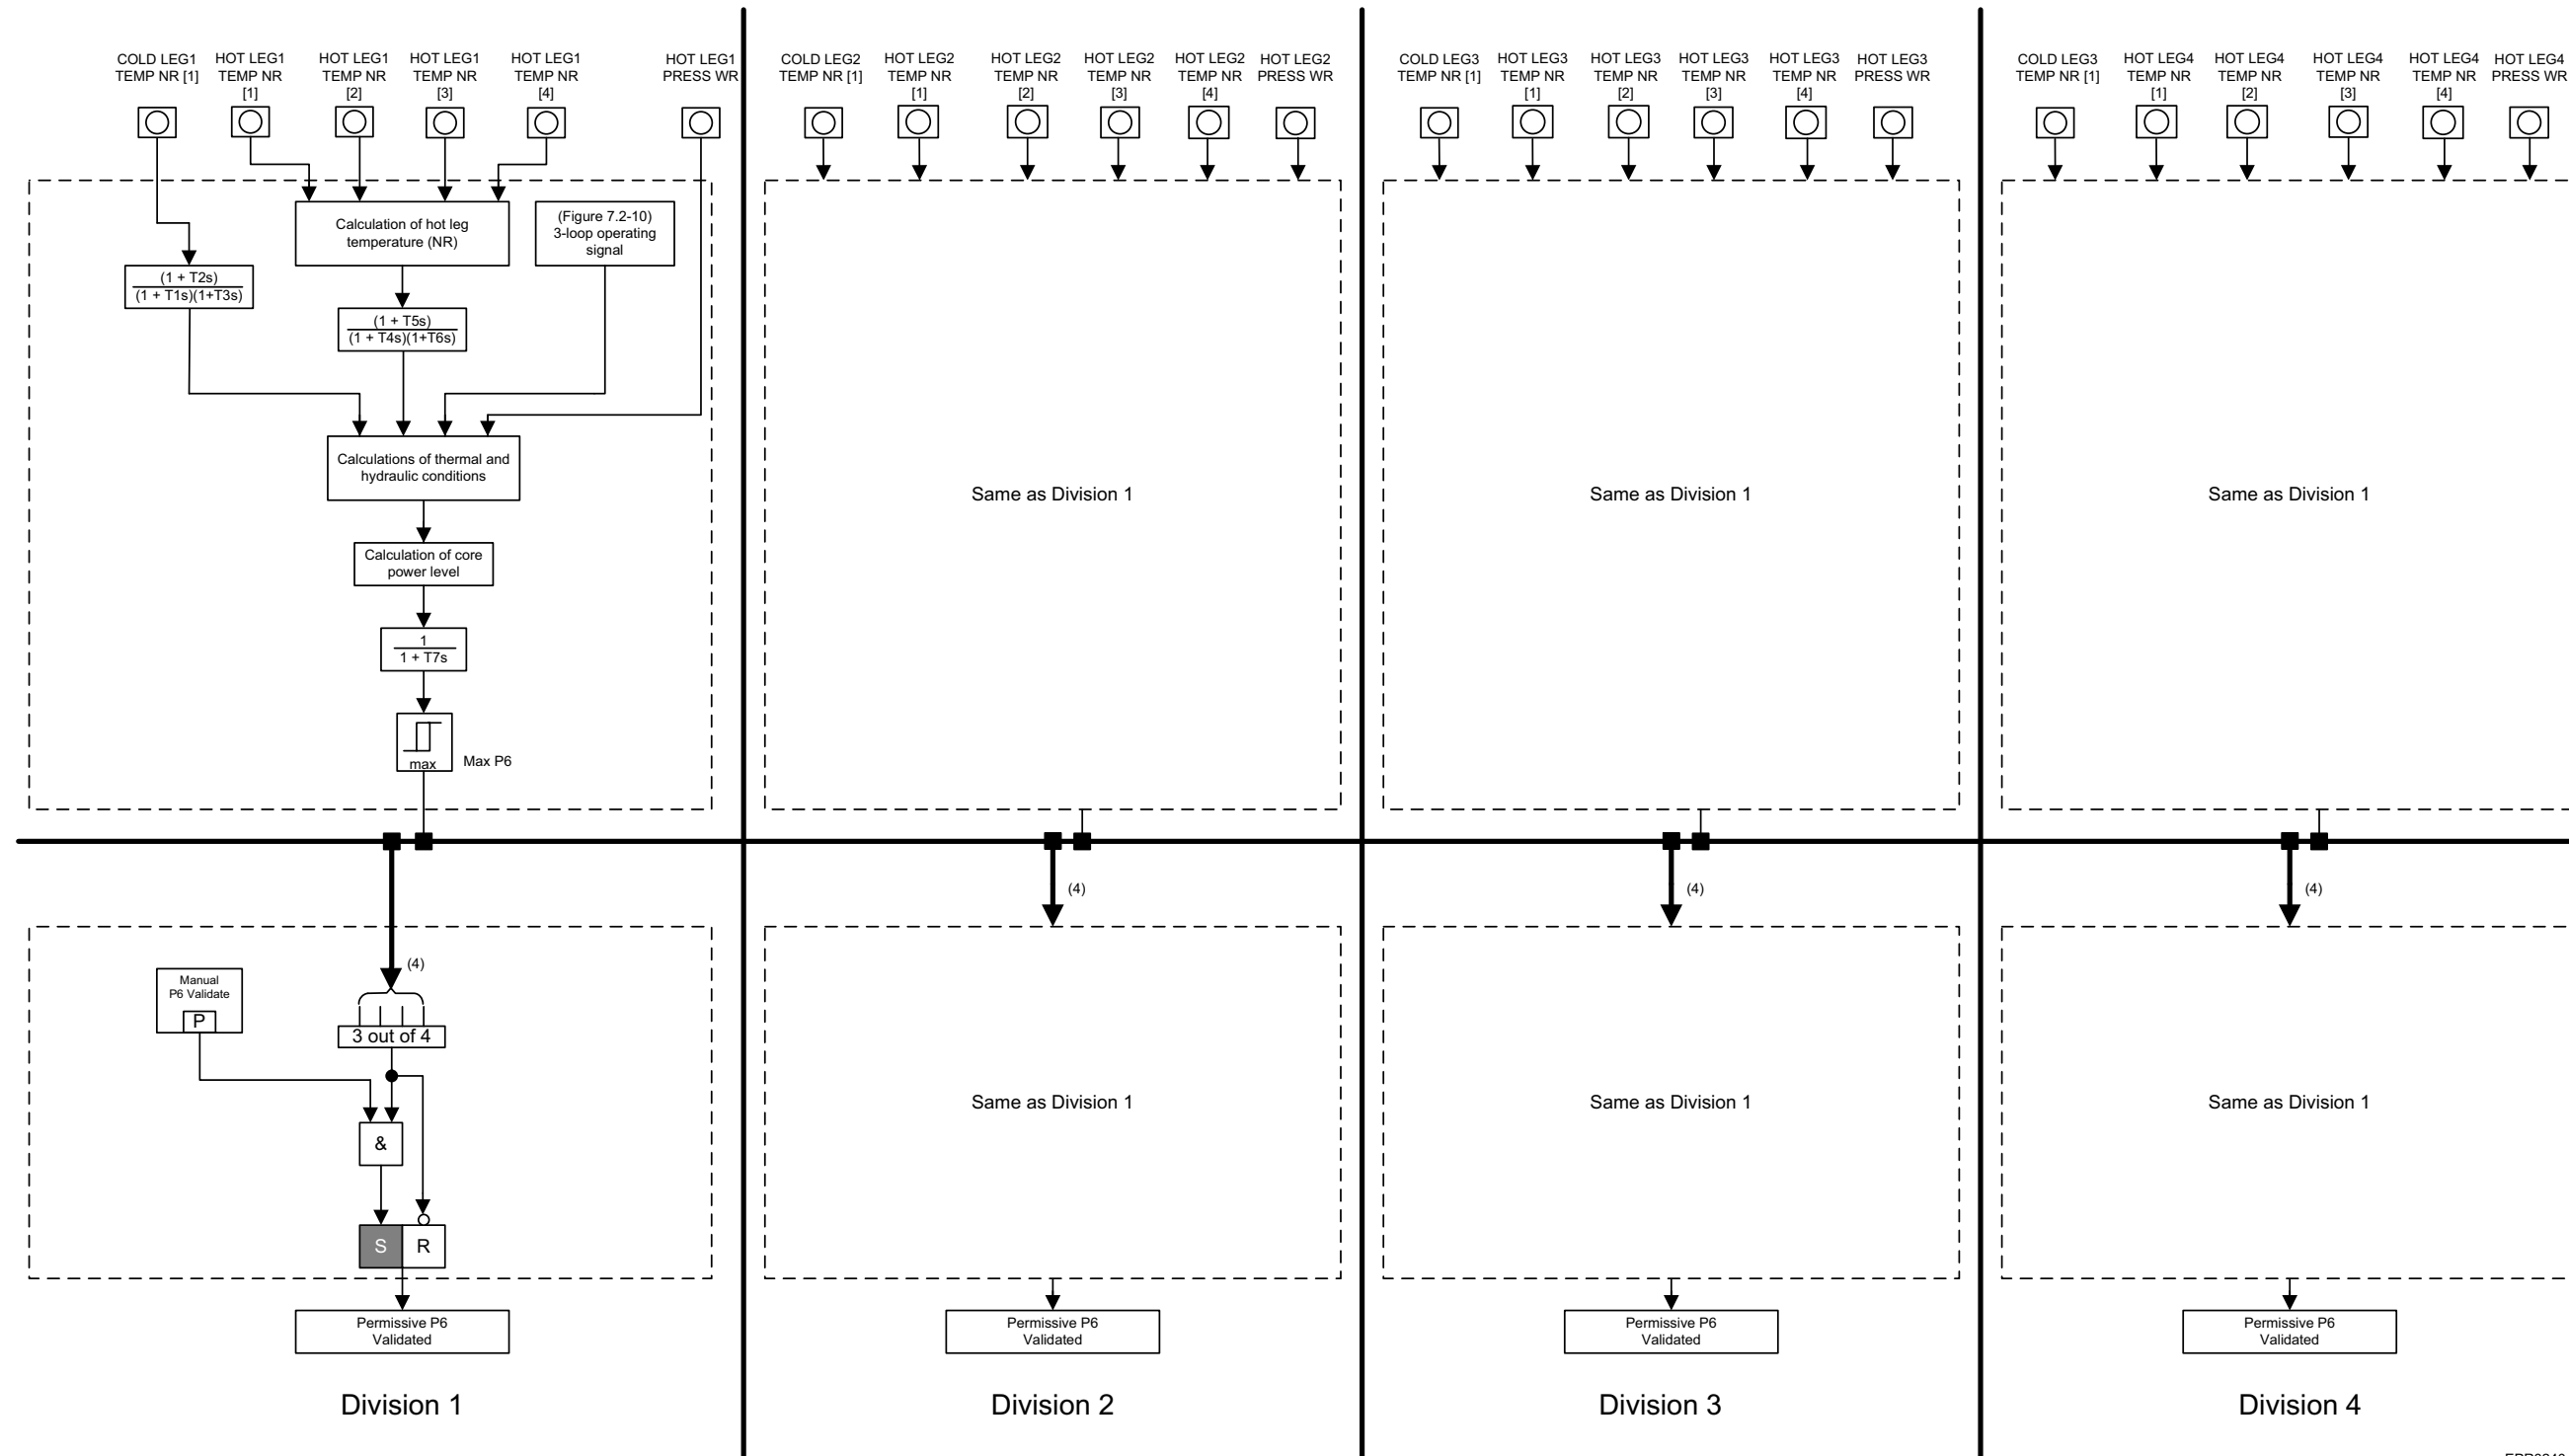 COLD LEG1
TEMP NR [1]
HOT LEG1
TEMP NR
[1]
HOT LEG1
TEMP NR
[2]
HOT LEG1
TEMP NR
[3]
HOT LEG1
TEMP NR
[4]
HOT LEG1
PRESS WR
COLD LEG2
TEMP NR [1]
HOT LEG2
TEMP NR
[1]
HOT LEG2
TEMP NR
[2]
HOT LEG2
TEMP NR
[3]
HOT LEG2
TEMP NR
[4]
HOT LEG2
PRESS WR
COLD LEG3
TEMP NR [1]
HOT LEG3
TEMP NR
[1]
HOT LEG3
TEMP NR
[2]
HOT LEG3
TEMP NR
[3]
HOT LEG3
TEMP NR
[4]
HOT LEG3
PRESS WR
COLD LEG3
TEMP NR [1]
HOT LEG4
TEMP NR
[1]
HOT LEG4
TEMP NR
[2]
HOT LEG4
TEMP NR
[3]
HOT LEG4
TEMP NR
[4]
HOT LEG4
PRESS WR
Calculation of hot leg
temperature (NR)
(Figure 7.2-10)
3-loop operating
signal
(1 + T2s)
(1 + T1s)(1+T3s)
(1 + T5s)
(1 + T4s)(1+T6s)
Calculations of thermal and
hydraulic conditions
Calculation of core
power level
1
1 + T7s
max
Max P6
Same as Division 1
Same as Division 1
Same as Division 1
(4)
(4)
(4)
(4)
Manual
P6 Validate
P
3 out of 4
&
S
R
Same as Division 1
Same as Division 1
Same as Division 1
Permissive P6
Validated
Permissive P6
Validated
Permissive P6
Validated
Permissive P6
Validated
Division 1
Division 2
Division 3
Division 4